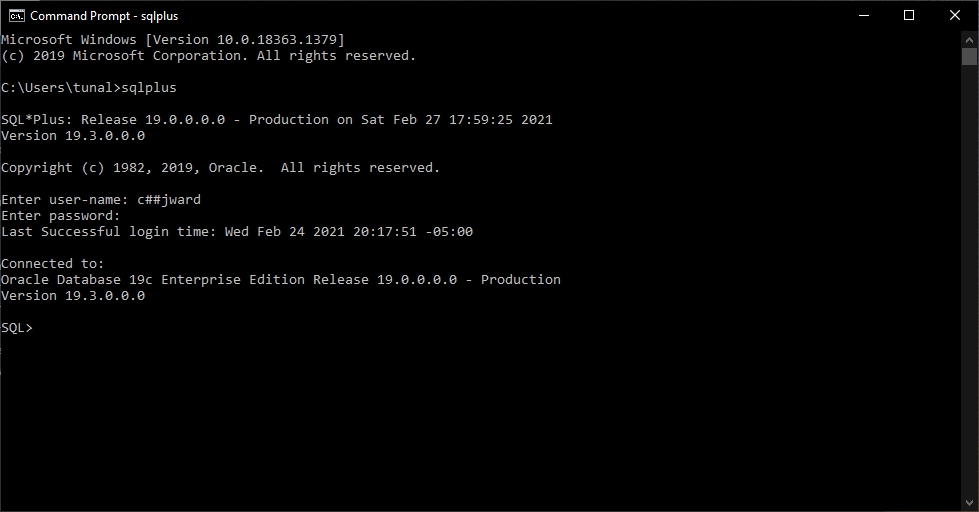 Command Prompt - sqlplus
Microsoft Windows [Version 10.0.18363.1379]
(c) 2019 Microsoft Corporation. All rights reserved.
C:\Users\tunal>sqlplus
SQL*Plus: Release 19.0.0.0.0 - Production on Sat Feb 27 17:59:25 2021
Version 19.3.0.0.0
Copyright (c) 1982, 2019, Oracle.  All rights reserved.
Enter user-name: c##jward
Enter password:
Last Successful login time: Wed Feb 24 2021 20:17:51 -05:00
Connected to:
Oracle Database 19c Enterprise Edition Release 19.0.0.0.0 - Production
Version 19.3.0.0.0
SQL>